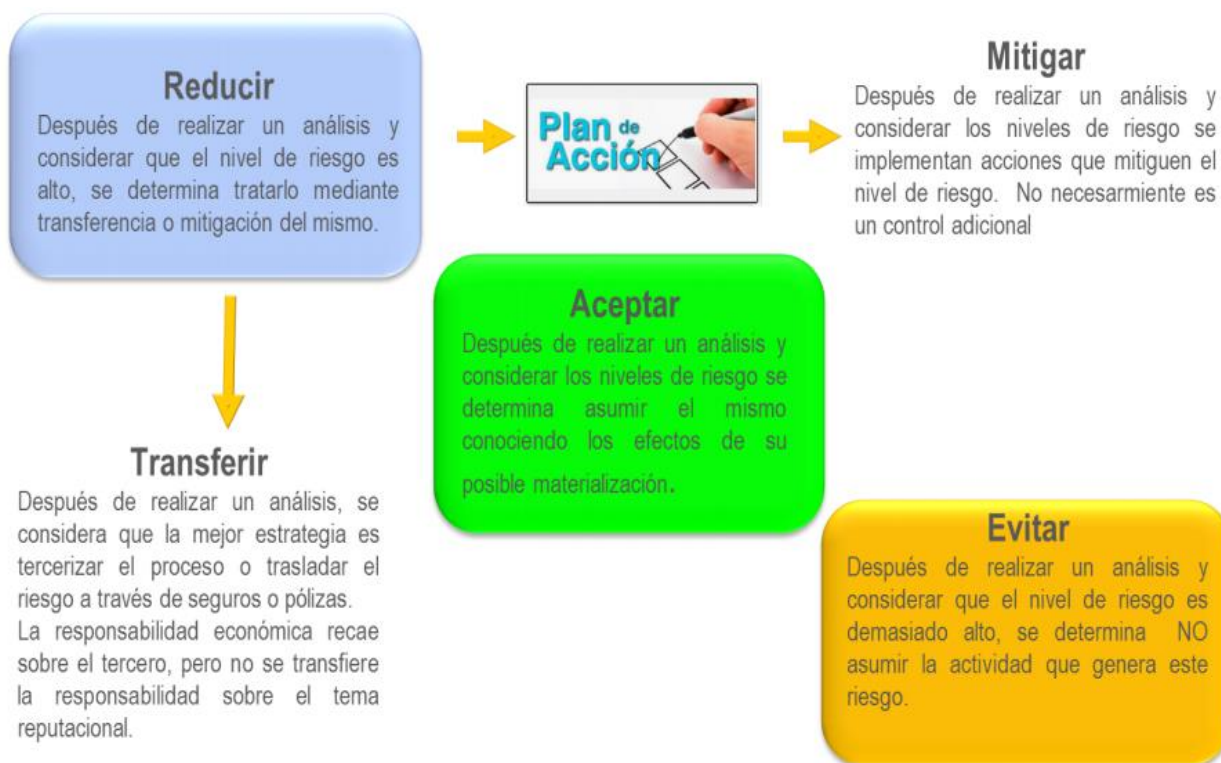 Reducir
Después de realizar un análisis y
considerar que el nivel de riesgo es
alto, se determina tratarlo mediante
transferencia o mitigación del mismo.
Plan de
Acción
Mitigar
Después de realizar un análisis y
considerar los niveles de riesgo se
implementan acciones que mitiguen el
nivel de riesgo. No necesarmiente es
un control adicional
Aceptar
Después de realizar un análisis y
considerar los niveles de riesgo se
determina asumir el mismo
conociendo los efectos de su
posible materialización.
Transferir
Después de realizar un análisis, se
considera que la mejor estrategia es
tercerizar el proceso o trasladar el
riesgo a través de seguros o pólizas.
La responsabilidad económica recae
sobre el tercero, pero no se transfiere
la responsabilidad sobre el tema
reputacional.
Evitar
Después de realizar un análisis y
considerar que el nivel de riesgo es
demasiado alto, se determina NO
asumir la actividad que genera este
riesgo.